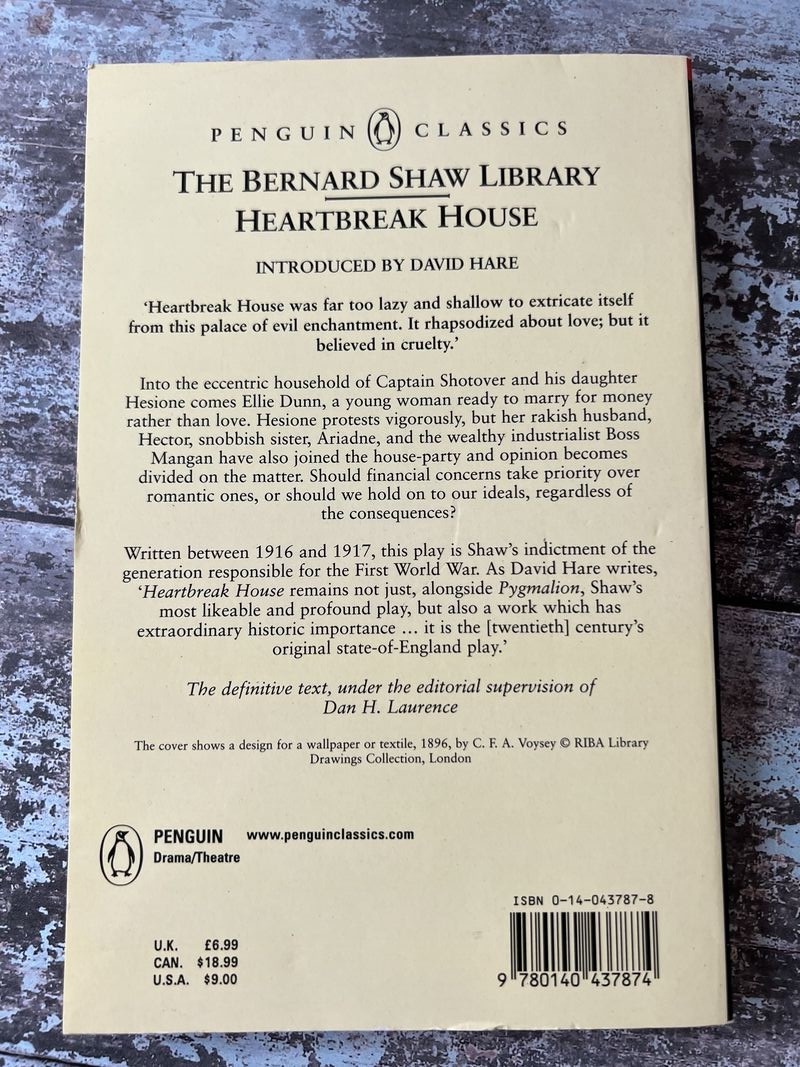 PENGUIN CLASSICS
THE BERNARD SHAW LIBRARY
HEARTBREAK HOUSE
INTRODUCED BY DAVID HARE
‘Heartbreak House was far too lazy and shallow to extricate itself
from this palace of evil enchantment. It rhapsodized about love; but it
believed in cruelty.’
Into the eccentric household of Captain Shotover and his daughter
Hesione comes Ellie Dunn, a young woman ready to marry for money
rather than love. Hesione protests vigorously, but her rakish husband,
Hector, snobbish sister, Ariadne, and the wealthy industrialist Boss
Mangan have also joined the house-party and opinion becomes
divided on the matter. Should financial concerns take priority over
romantic ones, or should we hold on to our ideals, regardless of
the consequences?
Written between 1916 and 1917, this play is Shaw’s indictment of the
generation responsible for the First World War. As David Hare writes,
‘Heartbreak House remains not just, alongside Pygmalion, Shaw’s
most likeable and profound play, but also a work which has
extraordinary historic importance … it is the [twentieth] century’s
original state-of-England play.’
The definitive text, under the editorial supervision of
Dan H. Laurence
The cover shows a design for a wallpaper or textile, 1896, by C. F. A. Voysey © RIBA Library
Drawings Collection, London
PENGUIN www.penguinclassics.com
Drama/Theatre
ISBN 0-14-043787-8
U.K. £6.99
CAN. $18.99
U.S.A. $9.00
9 780140 437874